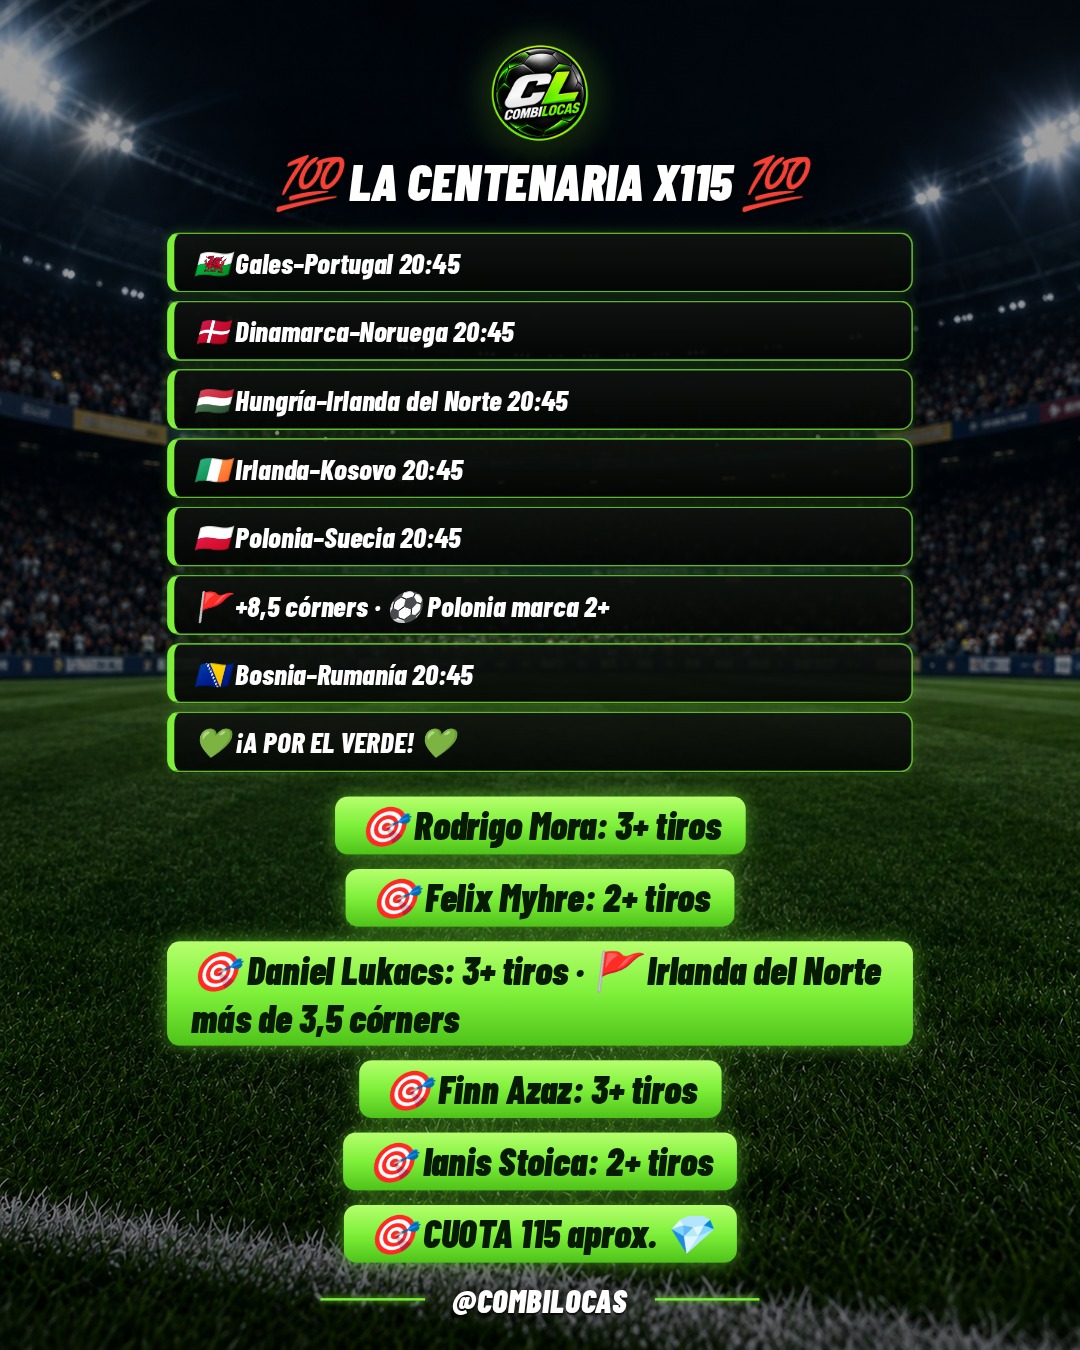 CL
COMBILOCAS
💯 LA CENTENARIA X115 💯
Gales-Portugal 20:45
Dinamarca-Noruega 20:45
Hungría-Irlanda del Norte 20:45
Irlanda-Kosovo 20:45
Polonia-Suecia 20:45
🚩 +8,5 córners · ⚽ Polonia marca 2+
Bosnia-Rumanía 20:45
💚 ¡A POR EL VERDE! 💚
🎯 Rodrigo Mora: 3+ tiros
🎯 Felix Myhre: 2+ tiros
🎯 Daniel Lukacs: 3+ tiros · 🚩 Irlanda del Norte
más de 3,5 córners
🎯 Finn Azaz: 3+ tiros
🎯 Ianis Stoica: 2+ tiros
🎯 CUOTA 115 aprox. 💎
@COMBILOCAS